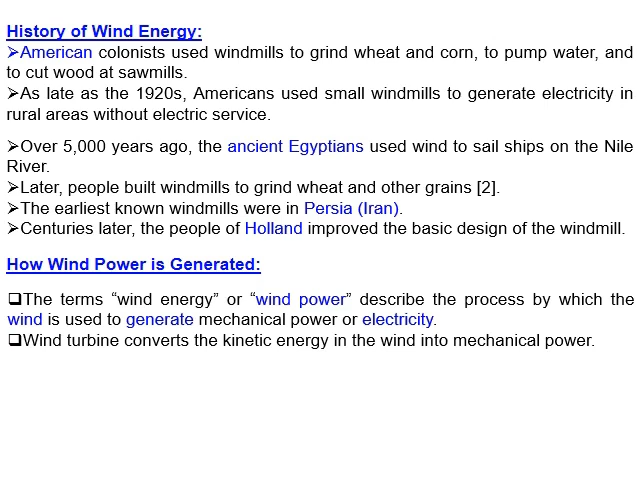 History of Wind Energy:
➢American colonists used windmills to grind wheat and corn, to pump water, and
to cut wood at sawmills.
➢As late as the 1920s, Americans used small windmills to generate electricity in
rural areas without electric service.
➢Over 5,000 years ago, the ancient Egyptians used wind to sail ships on the Nile
River.
➢Later, people built windmills to grind wheat and other grains [2].
➢The earliest known windmills were in Persia (Iran).
➢Centuries later, the people of Holland improved the basic design of the windmill.
How Wind Power is Generated:
❑The terms “wind energy” or “wind power” describe the process by which the
wind is used to generate mechanical power or electricity.
❑Wind turbine converts the kinetic energy in the wind into mechanical power.